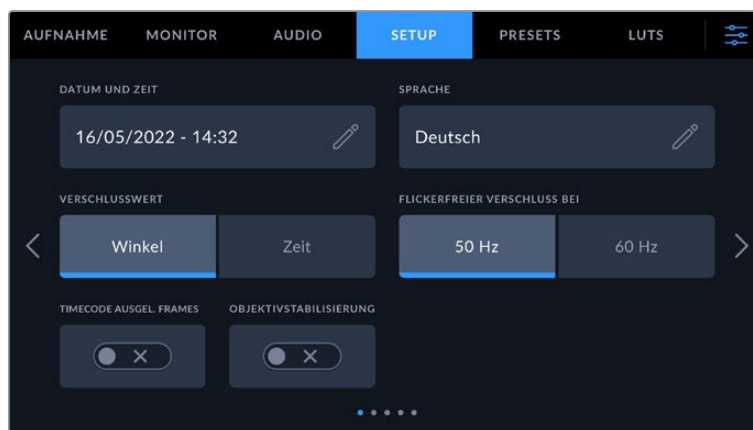 AUFNAHME MONITOR AUDIO SETUP PRESETS LUTS
DATUM UND ZEIT SPRACHE
16/05/2022 - 14:32 Deutsch
VERSCHLUSSWERT FLICKERFREIER VERSCHLUSS BEI
Winkel Zeit 50 Hz 60 Hz
TIMECODE AUSGEL. FRAMES OBJEKTIVSTABILISIERUNG